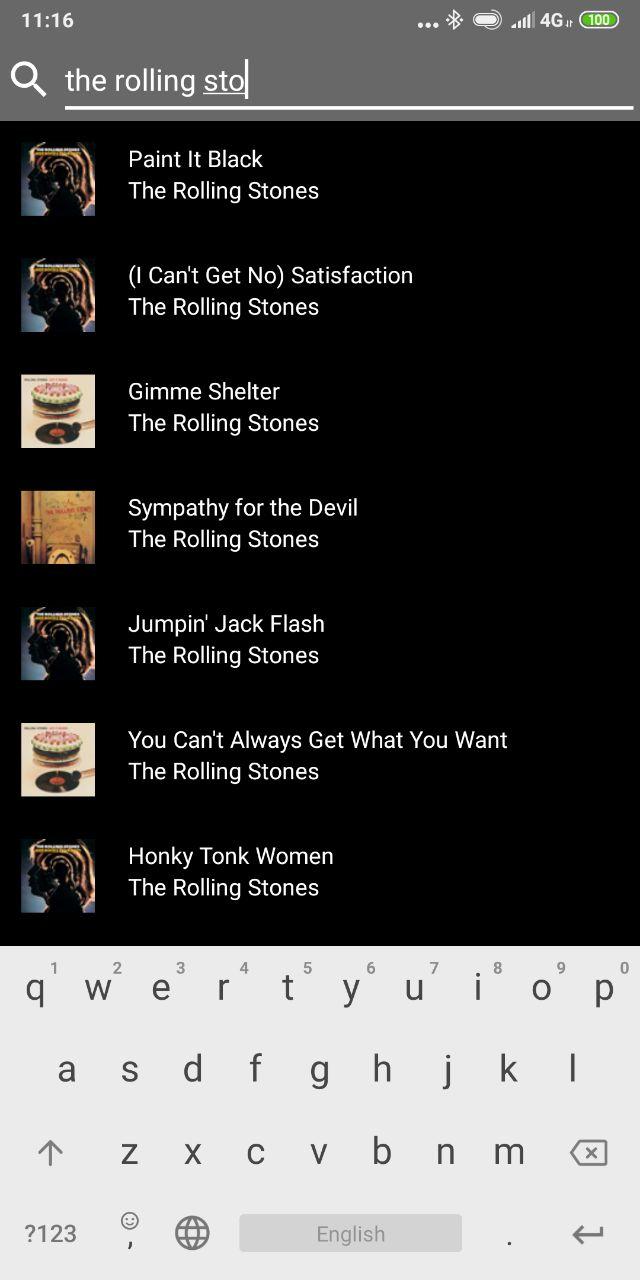 11:16
4G
100
the rolling sto
Paint It Black
The Rolling Stones
(I Can't Get No) Satisfaction
The Rolling Stones
Gimme Shelter
The Rolling Stones
Sympathy for the Devil
The Rolling Stones
Jumpin' Jack Flash
The Rolling Stones
You Can't Always Get What You Want
The Rolling Stones
Honky Tonk Women
The Rolling Stones
1 2 3 4 5 6 7 8 9 0
q w e r t y u i o p
a s d f g h j k l
z x c v b n m
?123 , English .